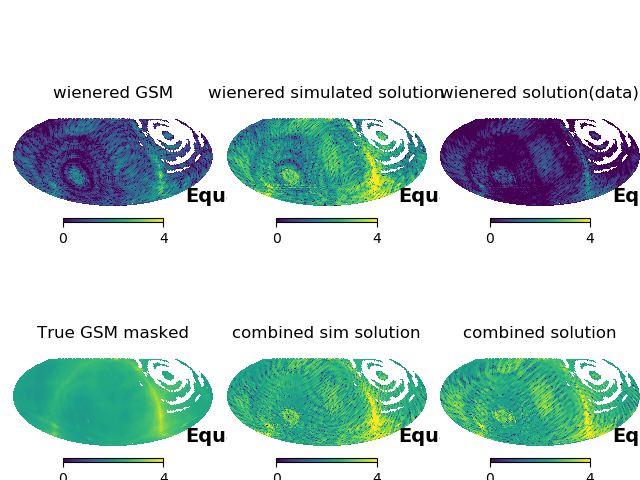 wienered GSM
wienered simulated solution
wienered solution(data)
Equ
Equ
Eq
0 4
0 4
0 4
True GSM masked
combined sim solution
combined solution
Equ
Equ
Eq
0 4
0 4
0 4